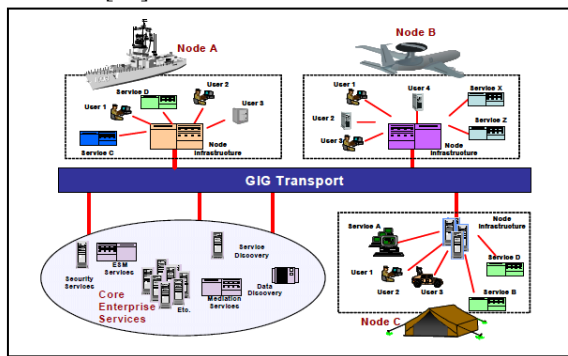 Node A
Node B
Service D
User 2
User 1
User 3
Service C
Node
Infrastructure
User 1
User 4
Service X
User 2
User 3
Service Z
Node
Infrastructure
GIG Transport
Security
Services
ESM
Services
Service
Discovery
Core
Enterprise
Services
Etc.
Mediation
Services
Data
Discovery
Service A
Node
Infrastructure
User 1
User 2
User 3
Service D
Service B
Node C